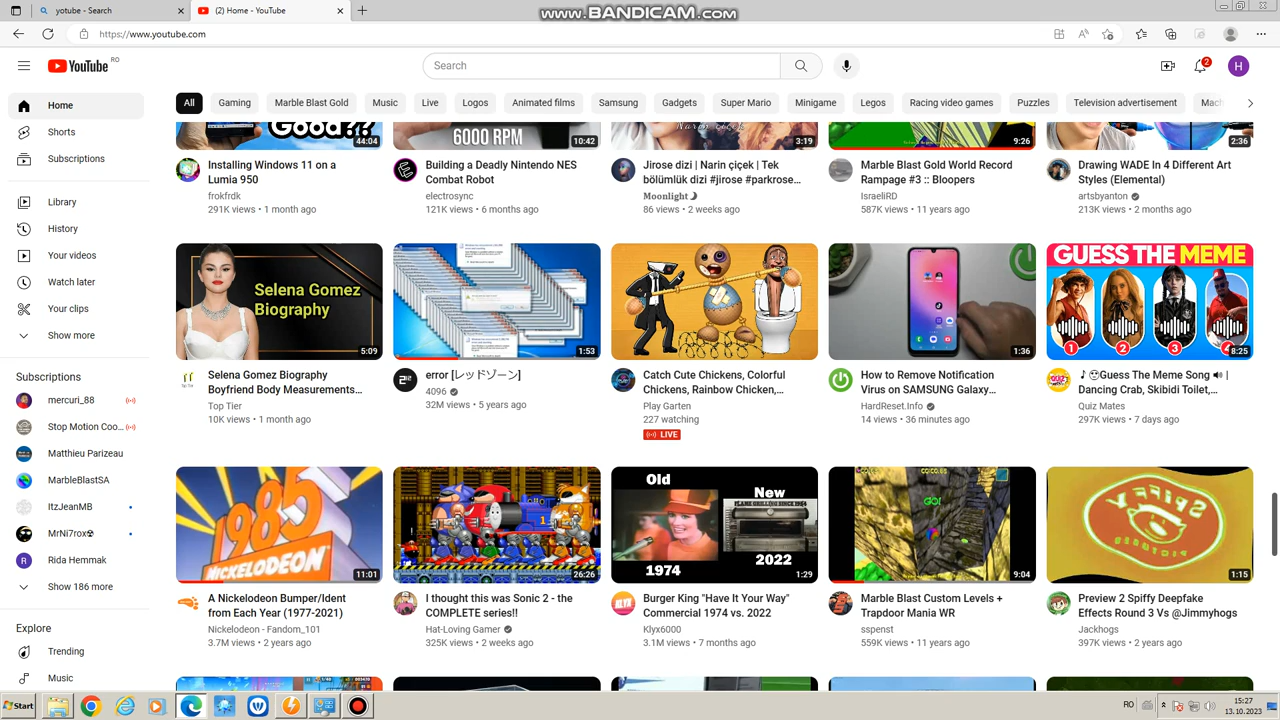 www.BANDICAM.com
yotube - Search
(2) Home - YouTube
https://www.youtube.com
YouTube RO
Search
2
H
All
Gaming
Marble Blast Gold
Music
Live
Logos
Animated films
Samsung
Gadgets
Super Mario
Minigame
Legos
Racing video games
Puzzles
Television advertisement
Home
Shorts
Subscriptions
Library
History
Your videos
Watch later
Your clips
Show more
Subscriptions
mercuri_88
Stop Motion Coo...
Matthieu Parizeau
MarbleBlastSA
ItzJeanMB
MrNi7rox☢
R
Rida Hemmak
Show 186 more
Explore
Trending
Music
Good??
44:04
6000 RPM
10:42
Narin çiçek
3:19
9:26
2:36
Installing Windows 11 on a
Lumia 950
frokfrdk
291K views • 1 month ago
Building a Deadly Nintendo NES
Combat Robot
electrosync
121K views • 6 months ago
Jirose dizi | Narin çiçek | Tek
bölümlük dizi #jirose #parkrose...
Moonlight🌙
86 views • 2 weeks ago
Marble Blast Gold World Record
Rampage #3 :: Bloopers
IsraeliRD
587K views • 11 years ago
Drawing WADE In 4 Different Art
Styles (Elemental)
artsbyanton
213K views • 2 months ago
Selena Gomez
Biography
5:09
1:53
1:36
GUESS THE MEME
1
2
3
4
8:25
Selena Gomez Biography
Boyfriend Body Measurements...
Top Tier
10K views • 1 month ago
error [レッドゾーン]
4096
32M views • 5 years ago
Catch Cute Chickens, Colorful
Chickens, Rainbow Chicken,...
Play Garten
227 watching
LIVE
How to Remove Notification
Virus on SAMSUNG Galaxy...
HardReset.Info
14 views • 36 minutes ago
♪ 🙂Guess The Meme Song 🔊 |
Dancing Crab, Skibidi Toilet,...
Quiz Mates
297K views • 7 days ago
1985
NICKELODEON
11:01
1
26:26
Old
New
1974
2022
1:29
GO!
9:04
1:15
A Nickelodeon Bumper/Ident
from Each Year (1977-2021)
Nickelodeon - Fandom_101
3.7M views • 2 years ago
I thought this was Sonic 2 - the
COMPLETE series!!
Hat-Loving Gamer
325K views • 2 weeks ago
KLYX
Burger King "Have It Your Way"
Commercial 1974 vs. 2022
Klyx6000
3.1M views • 7 months ago
Marble Blast Custom Levels +
Trapdoor Mania WR
sspenst
559K views • 11 years ago
Preview 2 Spiffy Deepfake
Effects Round 3 Vs @Jimmyhogs
Jackhogs
397K views • 2 years ago
Start
RO
15:27
13.10.2023